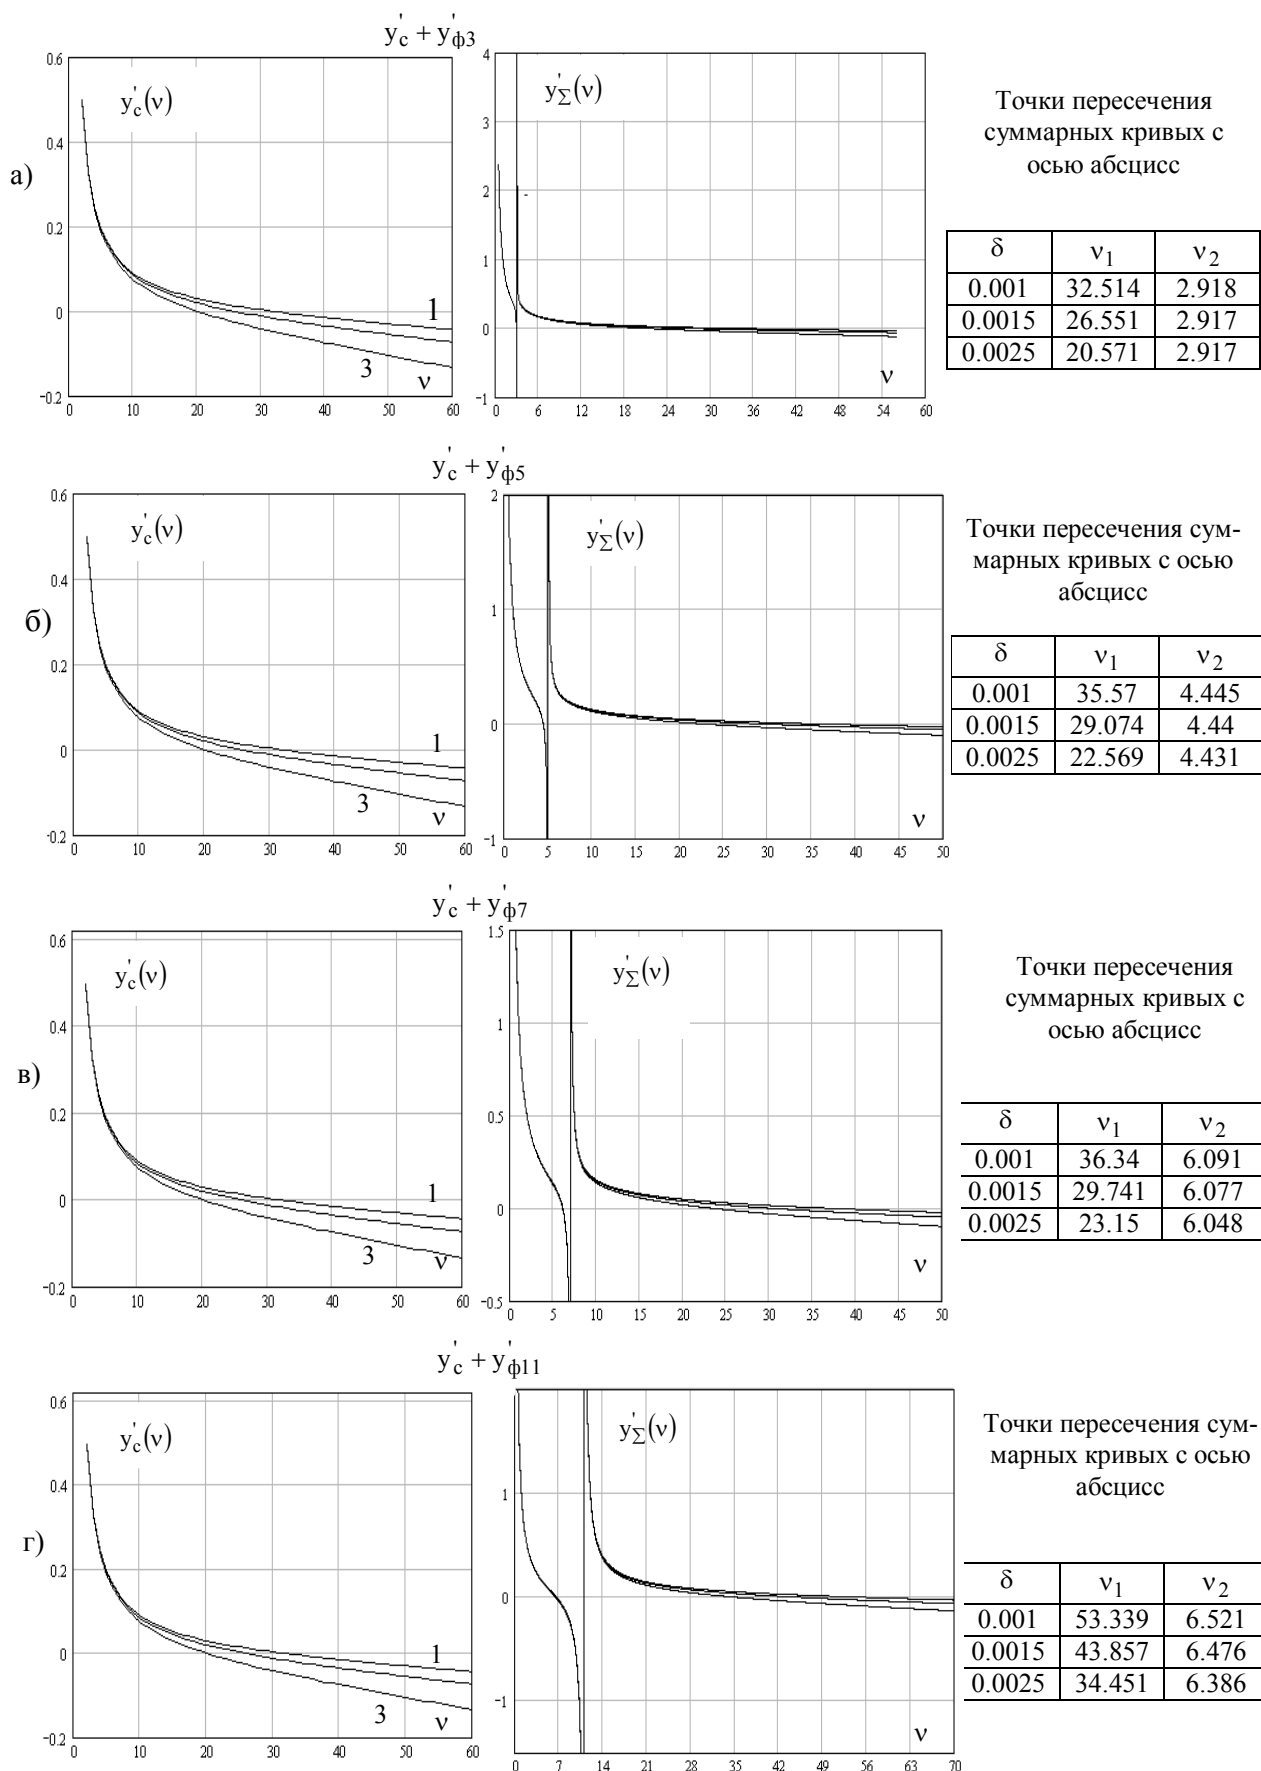 y'c + y'ф3
а)
0.6
0.4
0.2
0
-0.2
0 10 20 30 40 50 60
y'c(ν)
1
3
ν
4
3
2
1
0
-1
0 6 12 18 24 30 36 42 48 54 60
y'Σ(ν)
ν
Точки пересечения
суммарных кривых с
осью абсцисс
δ ν1 ν2
0.001 32.514 2.918
0.0015 26.551 2.917
0.0025 20.571 2.917
y'c + y'ф5
б)
0.6
0.4
0.2
0
-0.2
0 10 20 30 40 50 60
y'c(ν)
1
3
ν
2
1
0
-1
0 5 10 15 20 25 30 35 40 45 50
y'Σ(ν)
ν
Точки пересечения сум-
марных кривых с осью
абсцисс
δ ν1 ν2
0.001 35.57 4.445
0.0015 29.074 4.44
0.0025 22.569 4.431
y'c + y'ф7
в)
0.6
0.4
0.2
0
-0.2
0 10 20 30 40 50 60
y'c(ν)
1
3
ν
1.5
1
0.5
0
-0.5
0 5 10 15 20 25 30 35 40 45 50
y'Σ(ν)
ν
Точки пересечения
суммарных кривых с
осью абсцисс
δ ν1 ν2
0.001 36.34 6.091
0.0015 29.741 6.077
0.0025 23.15 6.048
y'c + y'ф11
г)
0.6
0.4
0.2
0
-0.2
0 10 20 30 40 50 60
y'c(ν)
1
3
ν
1
0
-1
0 7 14 21 28 35 42 49 56 63 70
y'Σ(ν)
ν
Точки пересечения сум-
марных кривых с осью
абсцисс
δ ν1 ν2
0.001 53.339 6.521
0.0015 43.857 6.476
0.0025 34.451 6.386